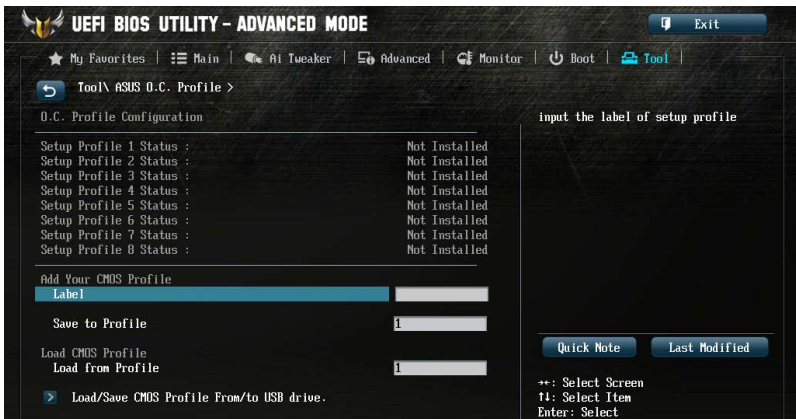 UEFI BIOS UTILITY – ADVANCED MODE
Exit
My Favorites | Main | Ai Tweaker | Advanced | Monitor | Boot | Tool |
Tool\ ASUS O.C. Profile >
O.C. Profile Configuration
input the label of setup profile
Setup Profile 1 Status : Not Installed
Setup Profile 2 Status : Not Installed
Setup Profile 3 Status : Not Installed
Setup Profile 4 Status : Not Installed
Setup Profile 5 Status : Not Installed
Setup Profile 6 Status : Not Installed
Setup Profile 7 Status : Not Installed
Setup Profile 8 Status : Not Installed
Add Your CMOS Profile
Label
Save to Profile 1
Load CMOS Profile
Load from Profile 1
Load/Save CMOS Profile From/to USB drive.
Quick Note
Last Modified
→←: Select Screen
↑↓: Select Item
Enter: Select